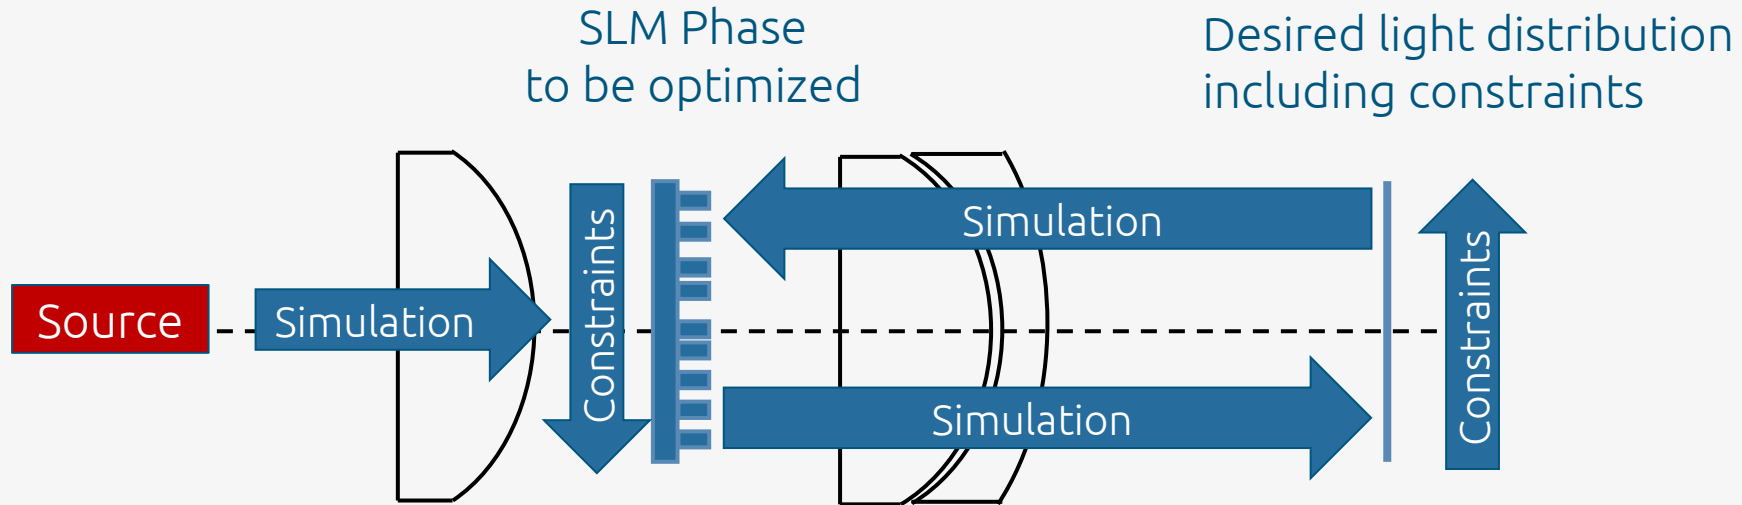 SLM Phase
to be optimized
Desired light distribution
including constraints
Source
Simulation
Constraints
Simulation
Simulation
Constraints